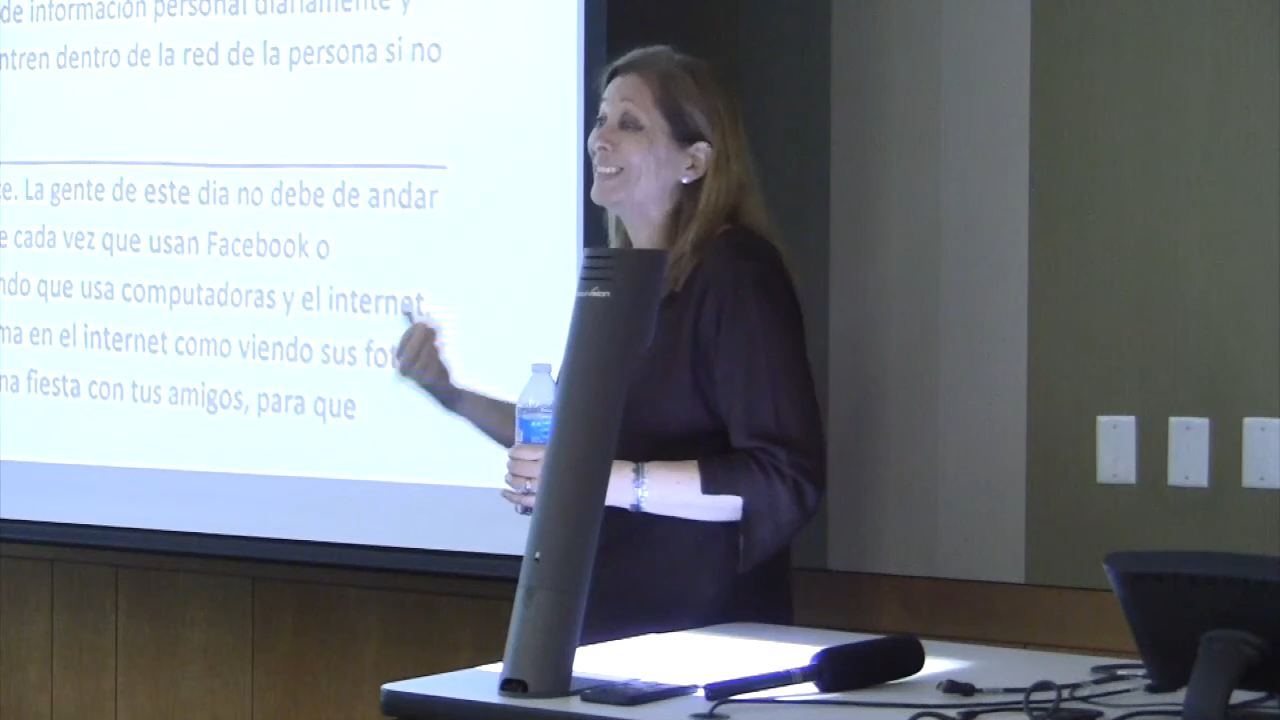 de información personal diariamente y
ntren dentro de la red de la persona si no
ce. La gente de este dia no debe de andar
e cada vez que usan Facebook o
ndo que usa computadoras y el internet.
ma en el internet como viendo sus fo
na fiesta con tus amigos, para que